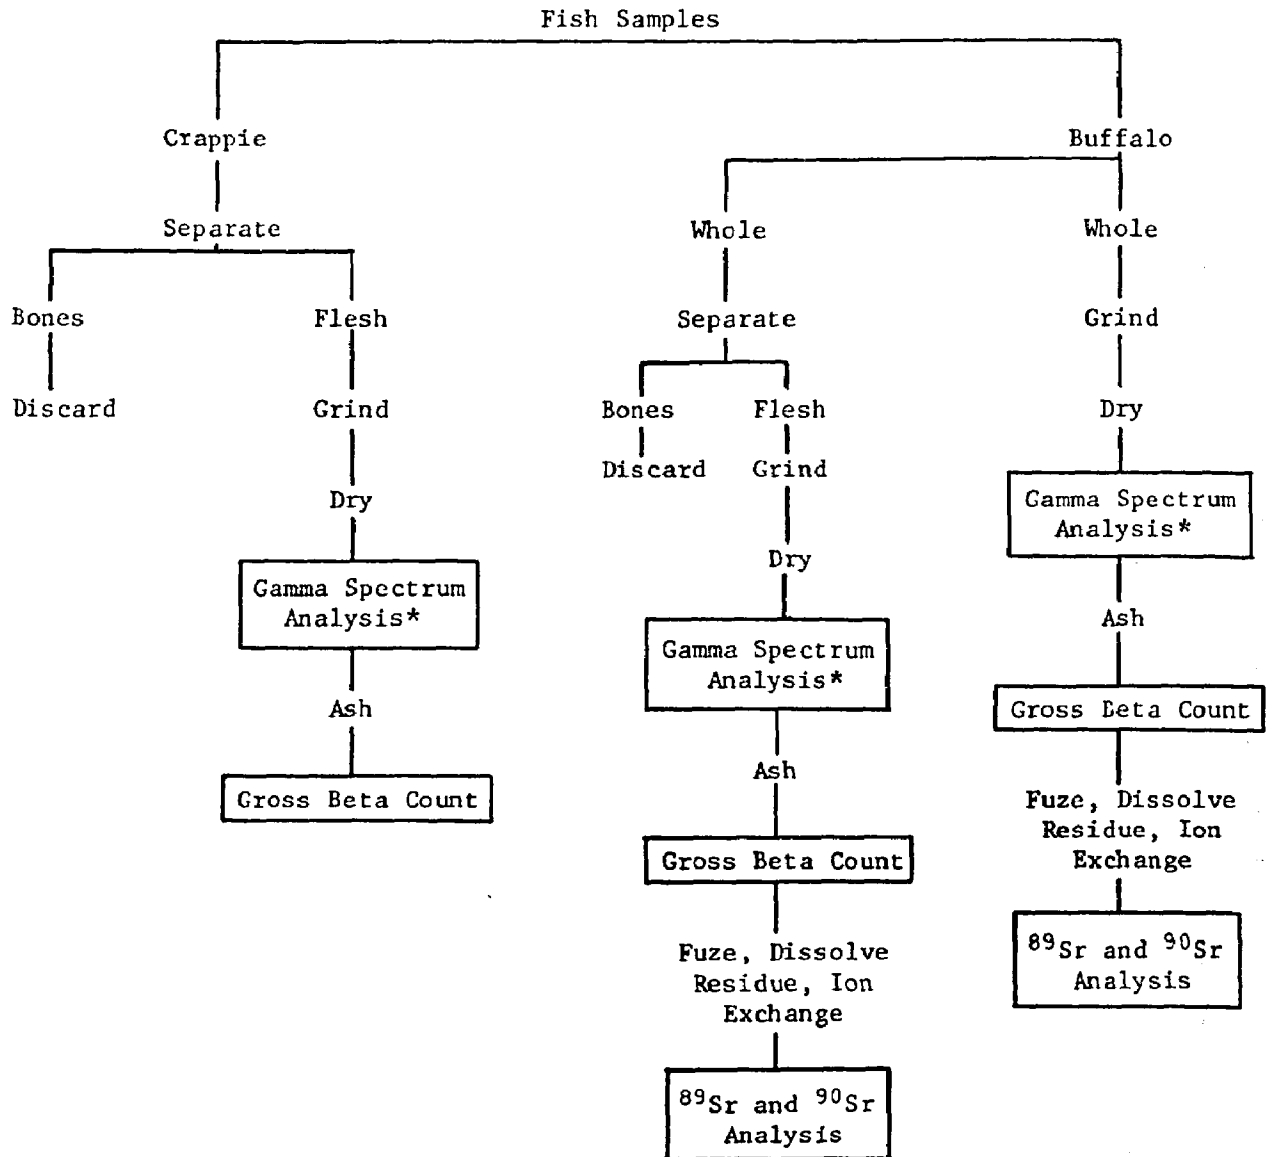 Fish Samples
Crappie
Buffalo
Separate
Whole
Whole
Bones
Flesh
Separate
Grind
Discard
Grind
Bones
Flesh
Dry
Discard
Grind
Dry
Gamma Spectrum
Analysis*
Dry
Gamma Spectrum
Analysis*
Ash
Gamma Spectrum
Analysis*
Ash
Gross Beta Count
Ash
Gross Beta Count
Fuze, Dissolve
Residue, Ion
Exchange
Gross Beta Count
Fuze, Dissolve
Residue, Ion
Exchange
⁸⁹Sr and ⁹⁰Sr
Analysis
⁸⁹Sr and ⁹⁰Sr
Analysis